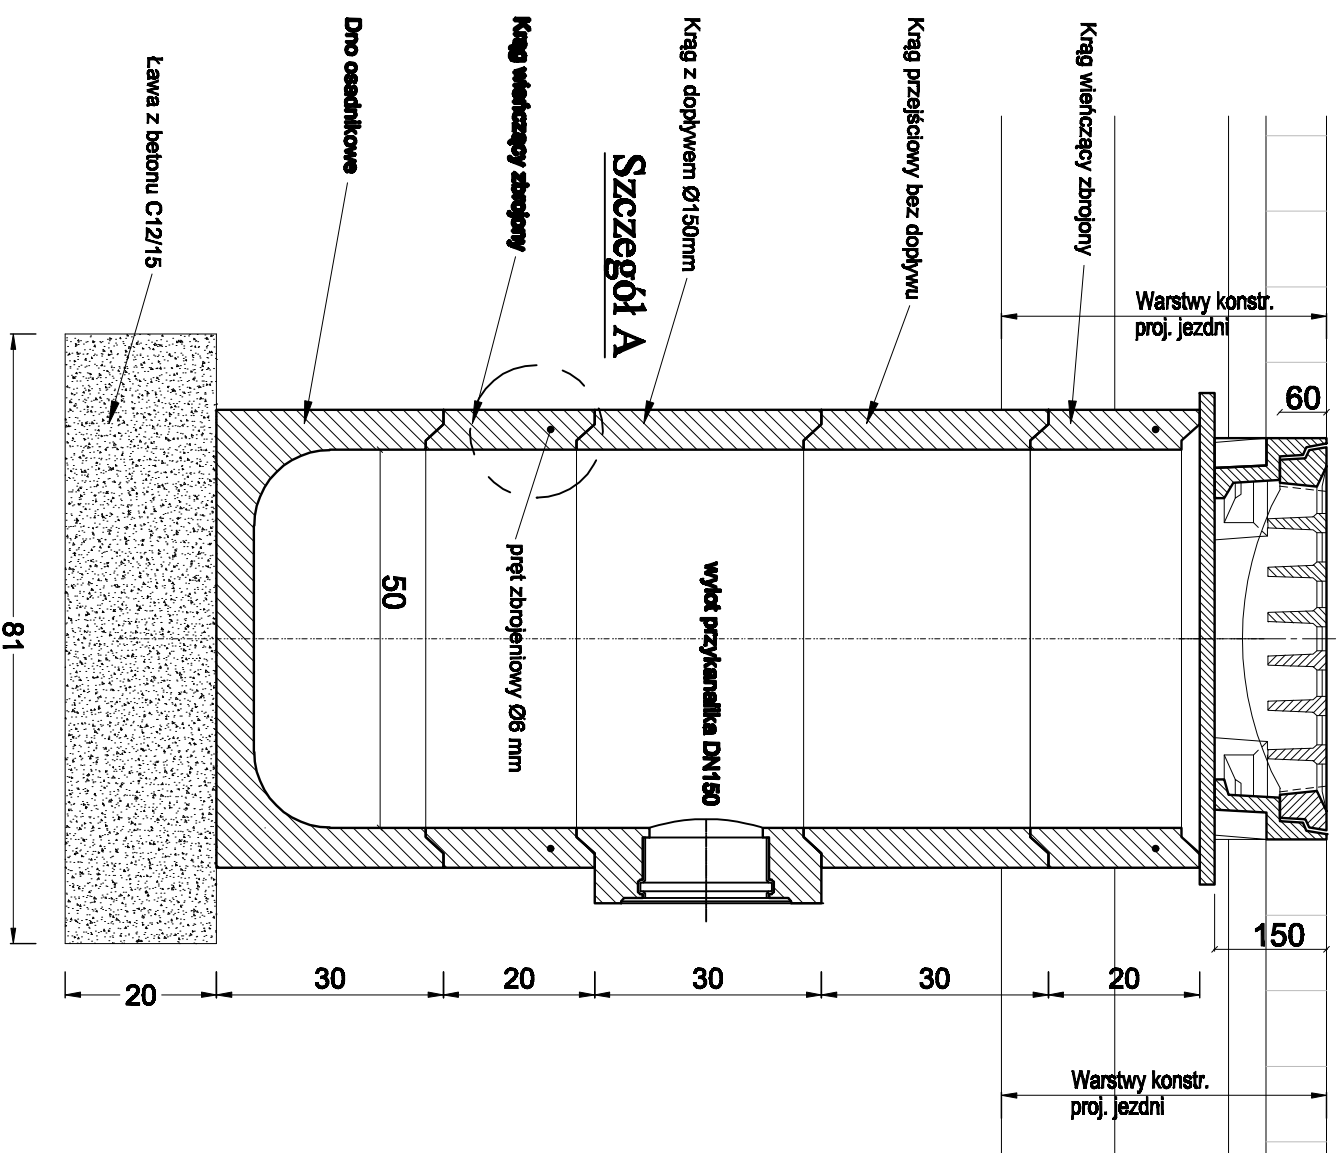 Ława z betonu C12/15
Dno osadnikowe
Krąg wieńczący zbrojony
Szczegół A
Krąg z dopływem Ø150mm
Krąg przejściowy bez dopływu
Krąg wieńczący zbrojony
Warstwy konstr.
proj. jezdni
60
50
pręt zbrojeniowy Ø6 mm
wylot przykanalika DN150
81
150
20
30
20
30
30
20
Warstwy konstr.
proj. jezdni